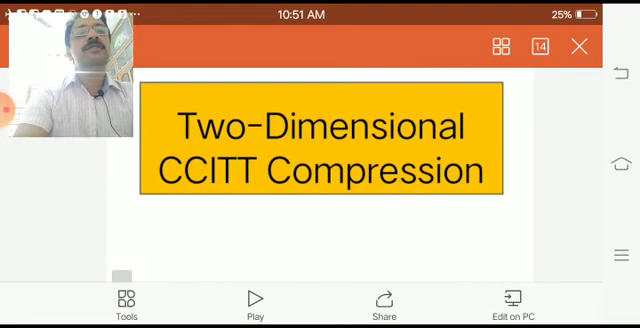 10:51 AM
25%
14
Two-Dimensional
CCITT Compression
Tools
Play
Share
Edit on PC